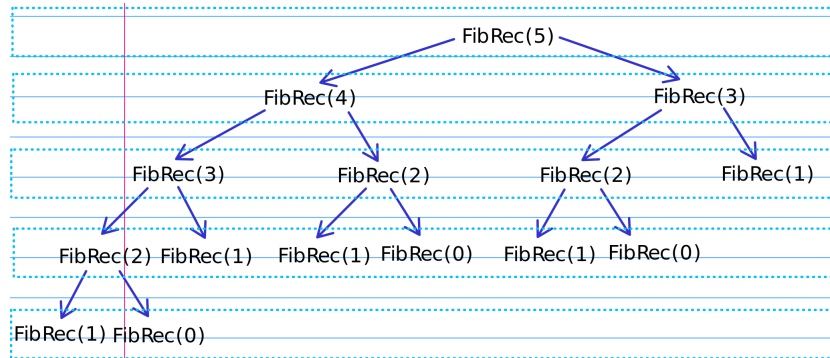 FibRec(5)
FibRec(4) FibRec(3)
FibRec(3) FibRec(2) FibRec(2) FibRec(1)
FibRec(2) FibRec(1) FibRec(1) FibRec(0) FibRec(1) FibRec(0)
FibRec(1) FibRec(0)